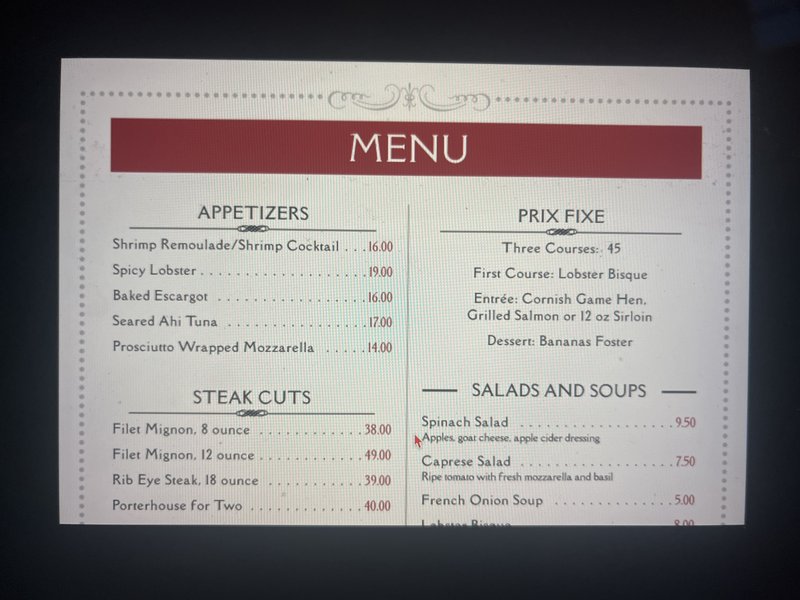 MENU
APPETIZERS
Shrimp Remoulade/Shrimp Cocktail . . . 16.00
Spicy Lobster . . . . . . . . . . . . . . . . . . . . 19.00
Baked Escargot . . . . . . . . . . . . . . . . . . 16.00
Seared Ahi Tuna . . . . . . . . . . . . . . . . . 17.00
Prosciutto Wrapped Mozzarella . . . . . 14.00
STEAK CUTS
Filet Mignon, 8 ounce . . . . . . . . . . . . 38.00
Filet Mignon, 12 ounce . . . . . . . . . . . . 49.00
Rib Eye Steak, 18 ounce . . . . . . . . . . . 39.00
Porterhouse for Two . . . . . . . . . . . . . 40.00
PRIX FIXE
Three Courses: 45
First Course: Lobster Bisque
Entrée: Cornish Game Hen,
Grilled Salmon or 12 oz Sirloin
Dessert: Bananas Foster
SALADS AND SOUPS
Spinach Salad . . . . . . . . . . . . . . . . . . 9.50
Apples, goat cheese, apple cider dressing
Caprese Salad . . . . . . . . . . . . . . . . . . 7.50
Ripe tomato with fresh mozzarella and basil
French Onion Soup . . . . . . . . . . . . . 5.00
Lobster Bisque 8.00